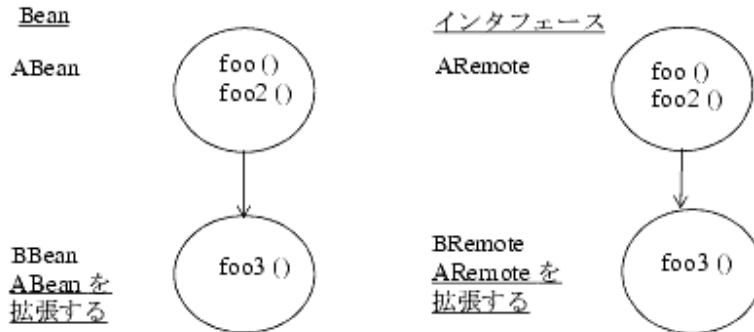 Bean
ABean
foo ()
foo2 ()
BBean
ABean を
拡張する
foo3 ()
インタフェース
ARemote
foo ()
foo2 ()
BRemote
ARemote を
拡張する
foo3 ()